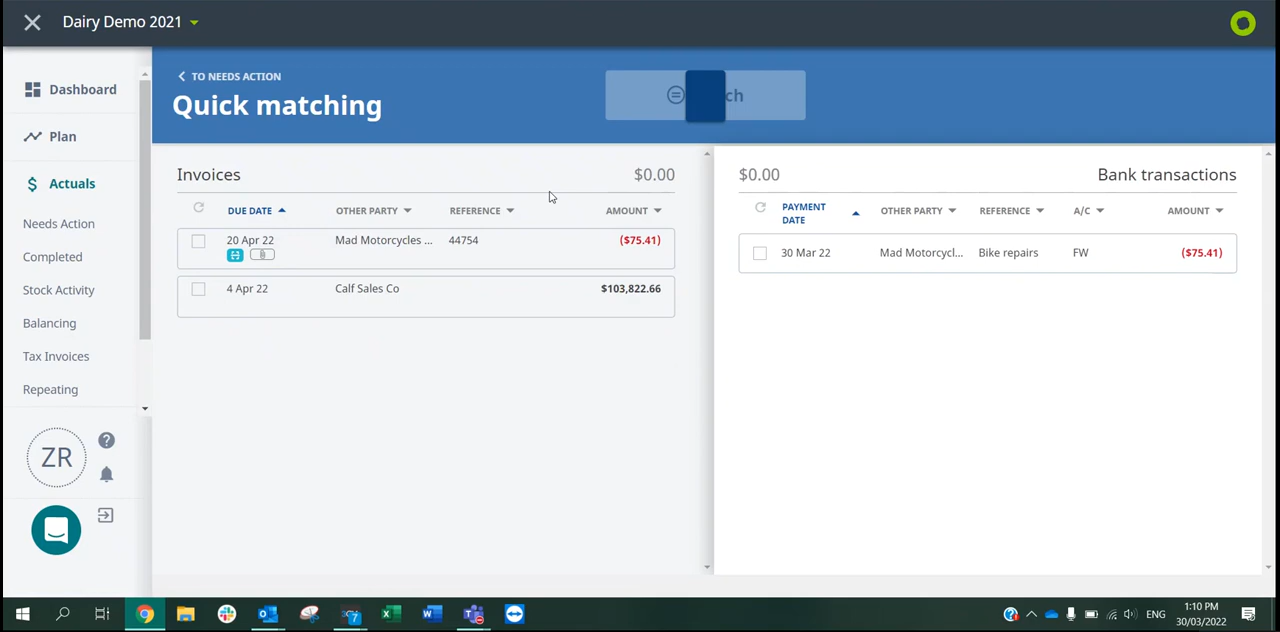 Dairy Demo 2021
TO NEEDS ACTION
Quick matching
ch
Dashboard
Plan
$ Actuals
Needs Action
Completed
Stock Activity
Balancing
Tax Invoices
Repeating
ZR
?
Invoices $0.00
DUE DATE OTHER PARTY REFERENCE AMOUNT
20 Apr 22 Mad Motorcycles ... 44754 ($75.41)
4 Apr 22 Calf Sales Co $103,822.66
$0.00 Bank transactions
PAYMENT DATE OTHER PARTY REFERENCE A/C AMOUNT
30 Mar 22 Mad Motorcycl... Bike repairs FW ($75.41)
ENG
1:10 PM
30/03/2022